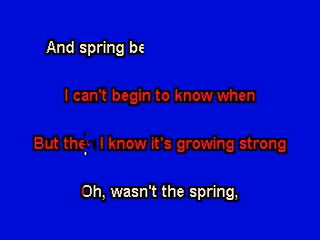 And spring be
I can't begin to know when
But the I know it's growing strong
Oh, wasn't the spring,